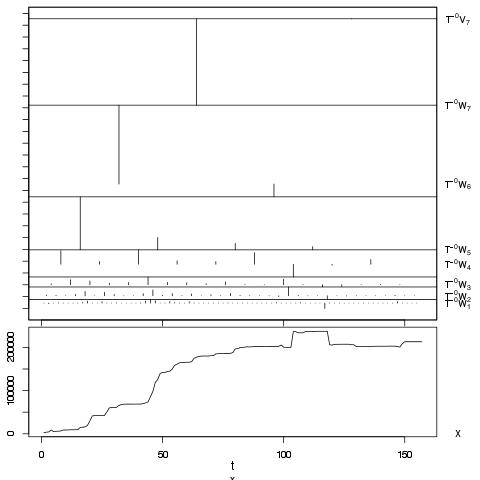 T⁻⁰V₇
T⁻⁰W₇
T⁻⁰W₆
T⁻⁰W₅
T⁻⁰W₄
T⁻⁰W₃
T⁻⁰W₂
T⁻⁰W₁
200000
100000
0
X
0 50 100 150
t
x